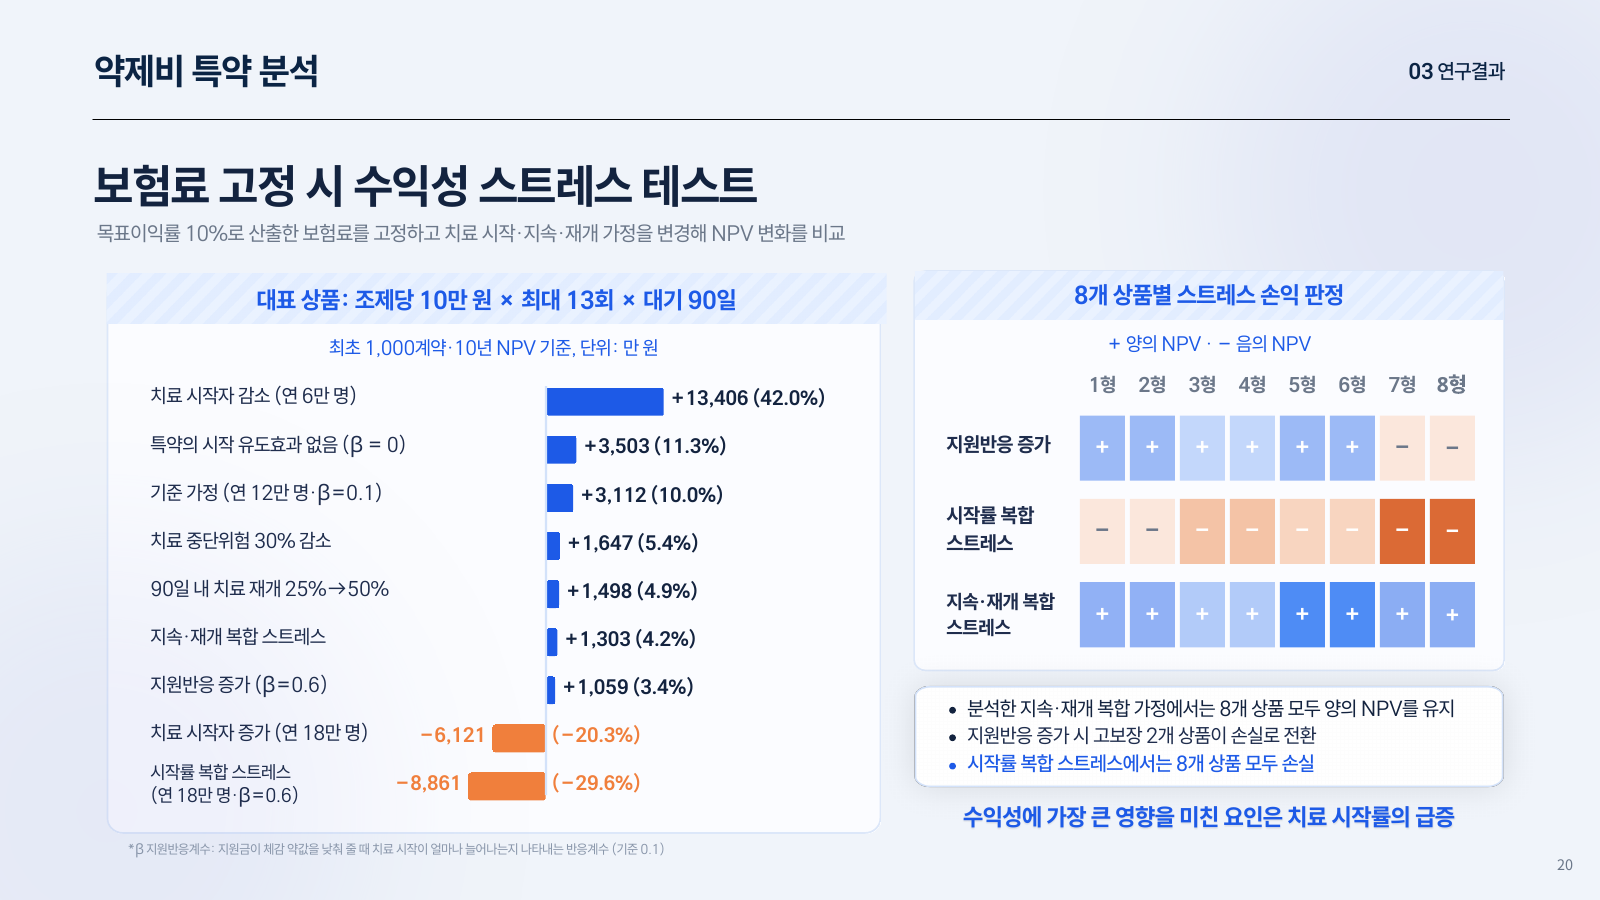 약제비 특약 분석
03 연구결과
보험료 고정 시 수익성 스트레스 테스트
목표이익률 10%로 산출한 보험료를 고정하고 치료 시작·지속·재개 가정을 변경해 NPV 변화를 비교
대표 상품: 조제당 10만 원 × 최대 13회 × 대기 90일
최초 1,000계약·10년 NPV 기준, 단위: 만 원
치료 시작자 감소 (연 6만 명) +13,406 (42.0%)
특약의 시작 유도효과 없음 (β = 0) +3,503 (11.3%)
기준 가정 (연 12만 명·β=0.1) +3,112 (10.0%)
치료 중단위험 30% 감소 +1,647 (5.4%)
90일 내 치료 재개 25%→50% +1,498 (4.9%)
지속·재개 복합 스트레스 +1,303 (4.2%)
지원반응 증가 (β=0.6) +1,059 (3.4%)
치료 시작자 증가 (연 18만 명) −6,121 (−20.3%)
시작률 복합 스트레스
(연 18만 명·β=0.6) −8,861 (−29.6%)
*β 지원반응계수: 지원금이 체감 약값을 낮춰 줄 때 치료 시작이 얼마나 늘어나는지 나타내는 반응계수 (기준 0.1)
8개 상품별 스트레스 손익 판정
+ 양의 NPV · − 음의 NPV
1형 2형 3형 4형 5형 6형 7형 8형
지원반응 증가 + + + + + + − −
시작률 복합
스트레스 − − − − − − − −
지속·재개 복합
스트레스 + + + + + + + +
• 분석한 지속·재개 복합 가정에서는 8개 상품 모두 양의 NPV를 유지
• 지원반응 증가 시 고보장 2개 상품이 손실로 전환
• 시작률 복합 스트레스에서는 8개 상품 모두 손실
수익성에 가장 큰 영향을 미친 요인은 치료 시작률의 급증
20